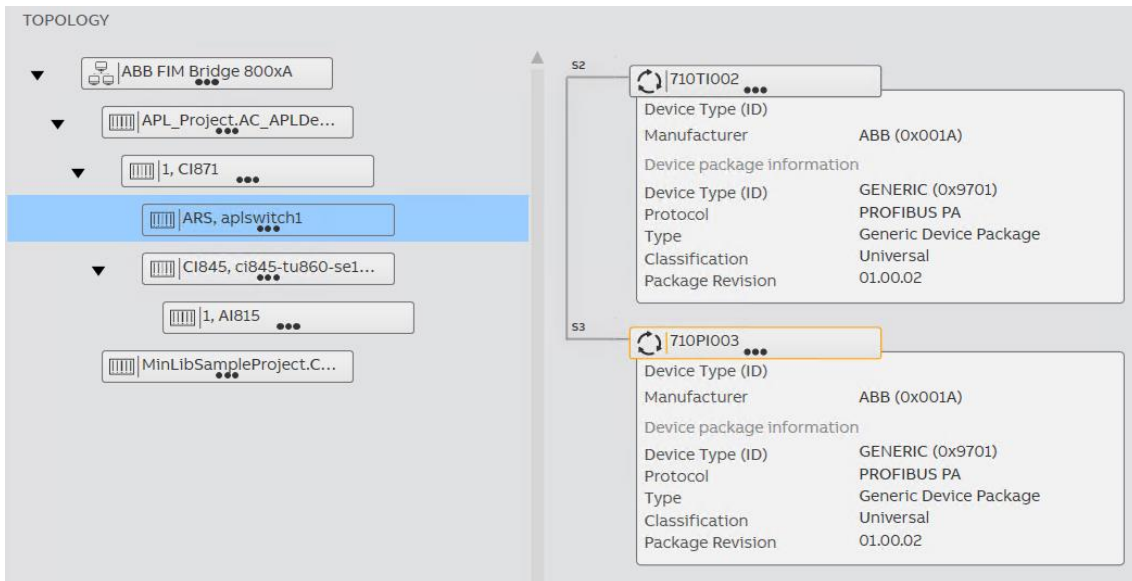 TOPOLOGY
ABB FIM Bridge 800xA
APL_Project.AC_APLDe...
1, CI871
ARS, aplswitch1
CI845, ci845-tu860-se1...
1, AI815
MinLibSampleProject.C...
S2
710TI002
Device Type (ID)
Manufacturer ABB (0x001A)
Device package information
Device Type (ID) GENERIC (0x9701)
Protocol PROFIBUS PA
Type Generic Device Package
Classification Universal
Package Revision 01.00.02
S3
710PI003
Device Type (ID)
Manufacturer ABB (0x001A)
Device package information
Device Type (ID) GENERIC (0x9701)
Protocol PROFIBUS PA
Type Generic Device Package
Classification Universal
Package Revision 01.00.02